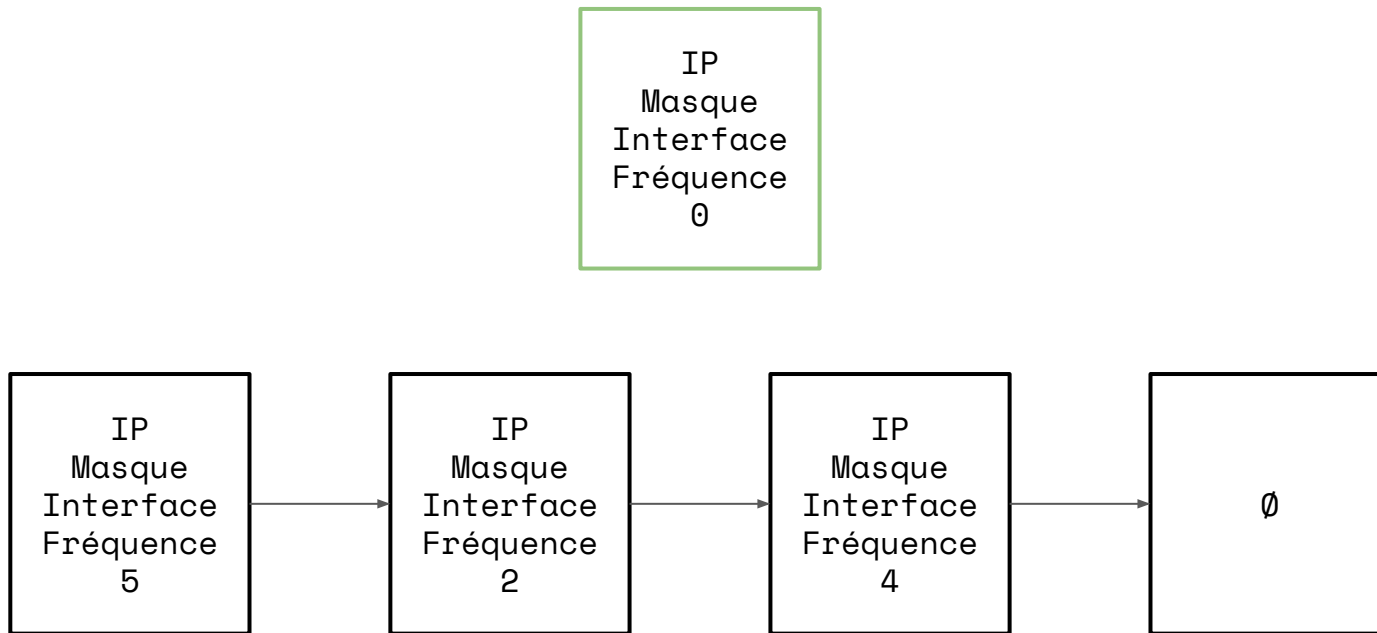 IP
Masque
Interface
Fréquence
0
IP
Masque
Interface
Fréquence
5
IP
Masque
Interface
Fréquence
2
IP
Masque
Interface
Fréquence
4
Ø